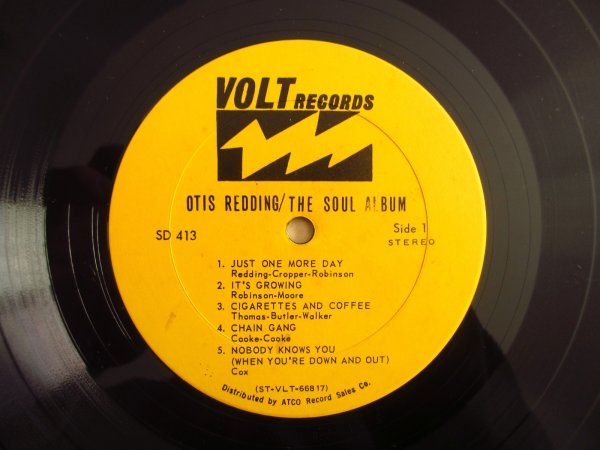 VOLT RECORDS
OTIS REDDING/THE SOUL ALBUM
SD 413
Side 1
STEREO
1. JUST ONE MORE DAY
Redding-Cropper-Robinson
2. IT'S GROWING
Robinson-Moore
3. CIGARETTES AND COFFEE
Thomas-Butler-Walker
4. CHAIN GANG
Cooke-Cooke
5. NOBODY KNOWS YOU
(WHEN YOU'RE DOWN AND OUT)
Cox
(ST-VLT-66817)
Distributed by ATCO Record Sales Co.